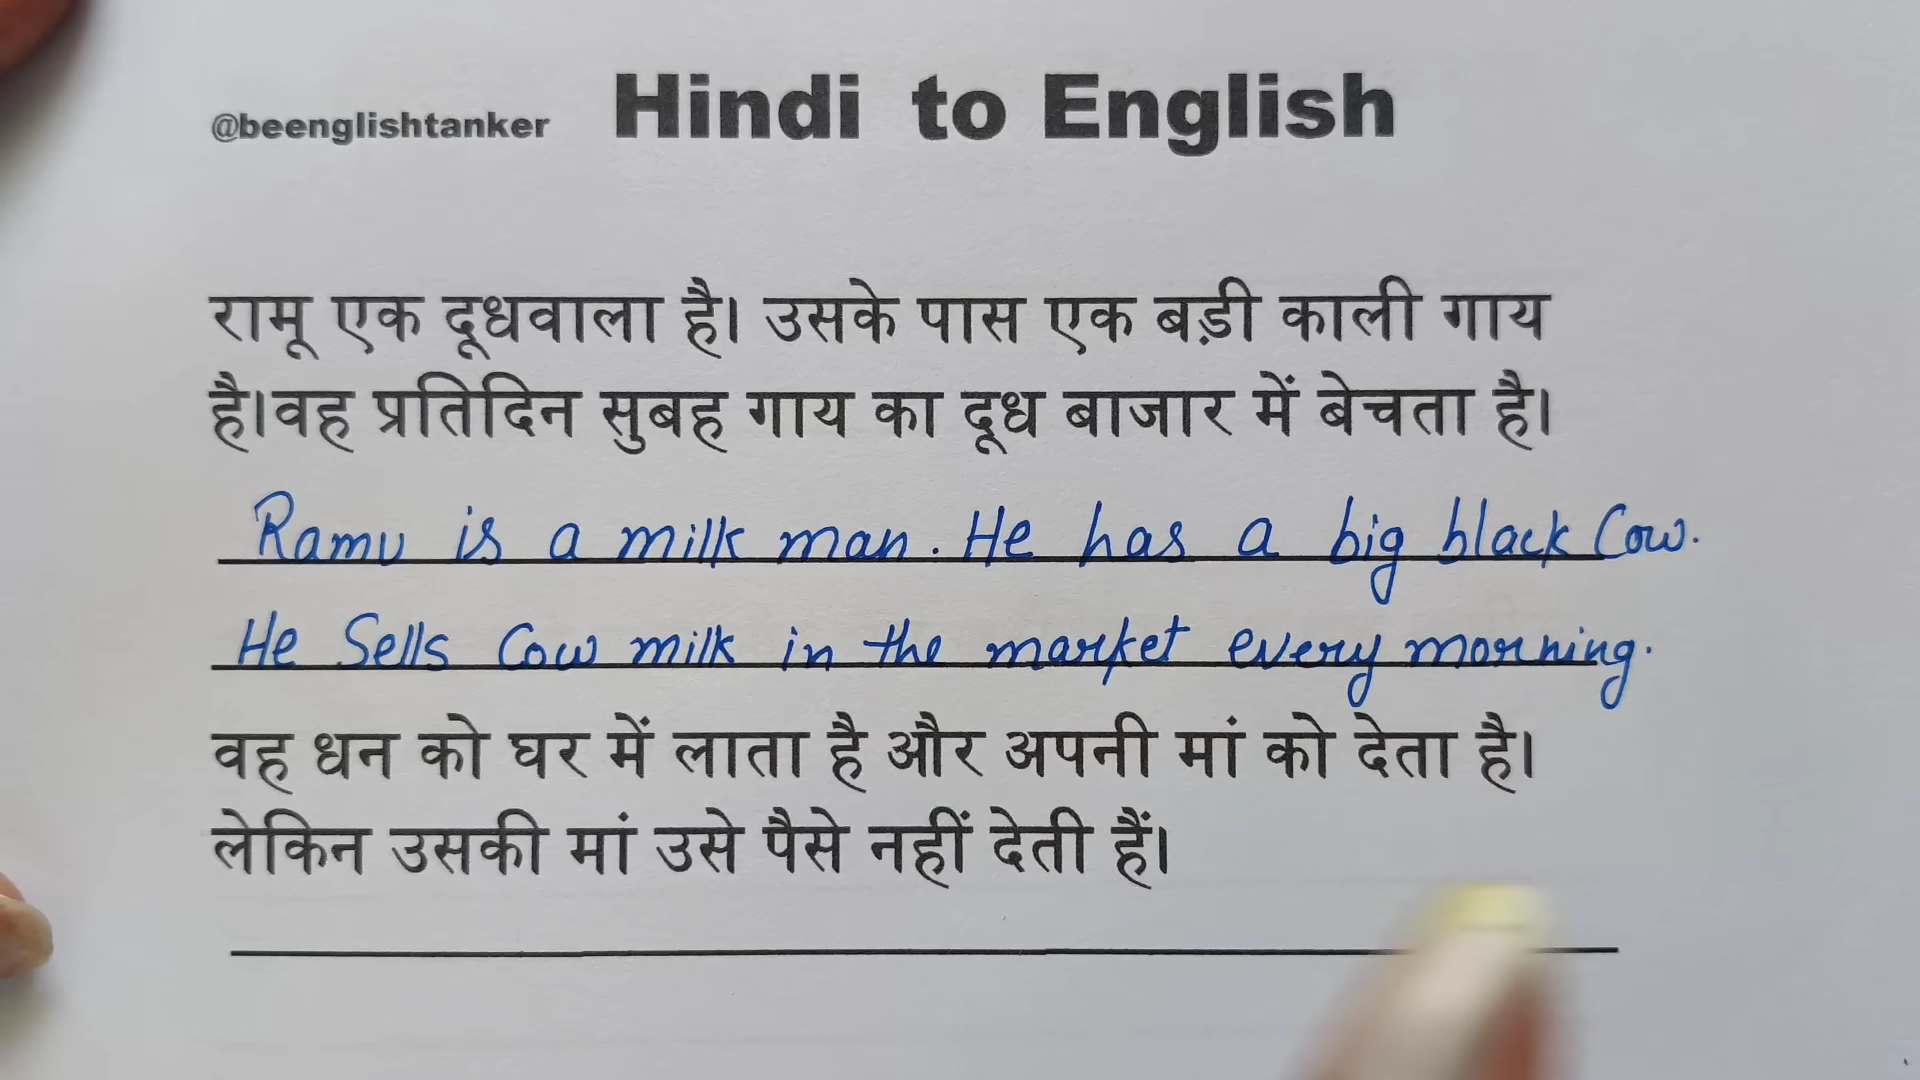 @beenglishtanker Hindi to English
रामू एक दूधवाला है। उसके पास एक बड़ी काली गाय
है।वह प्रतिदिन सुबह गाय का दूध बाजार में बेचता है।
Ramu is a milk man. He has a big black Cow.
He Sells Cow milk in the market every morning.
वह धन को घर में लाता है और अपनी मां को देता है।
लेकिन उसकी मां उसे पैसे नहीं देती हैं।